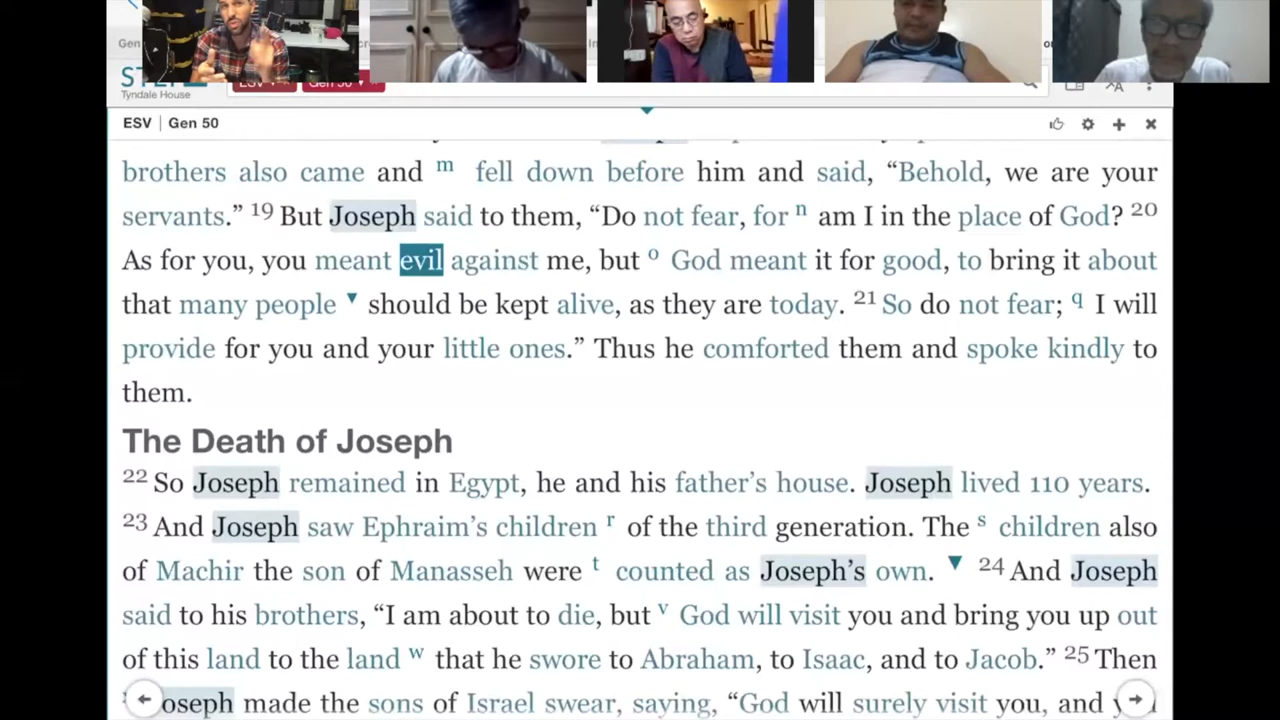 Gen
Tyndale House
ESV | Gen 50
brothers also came and m fell down before him and said, “Behold, we are your
servants.” 19 But Joseph said to them, “Do not fear, for n am I in the place of God? 20
As for you, you meant evil against me, but o God meant it for good, to bring it about
that many people ▼ should be kept alive, as they are today. 21 So do not fear; q I will
provide for you and your little ones.” Thus he comforted them and spoke kindly to
them.
The Death of Joseph
22 So Joseph remained in Egypt, he and his father’s house. Joseph lived 110 years.
23 And Joseph saw Ephraim’s children r of the third generation. The s children also
of Machir the son of Manasseh were t counted as Joseph’s own. ▼ 24 And Joseph
said to his brothers, “I am about to die, but v God will visit you and bring you up out
of this land to the land w that he swore to Abraham, to Isaac, and to Jacob.” 25 Then
Joseph made the sons of Israel swear, saying, “God will surely visit you, and you